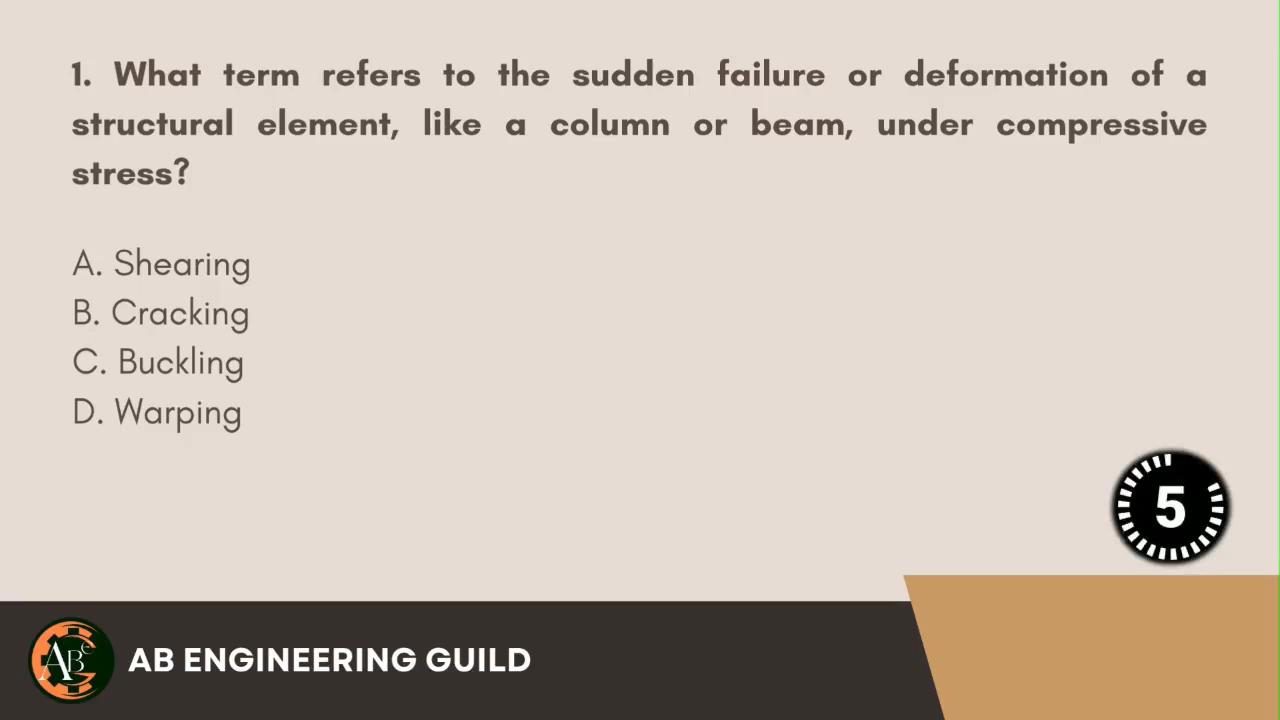 1. What term refers to the sudden failure or deformation of a
structural element, like a column or beam, under compressive
stress?
A. Shearing
B. Cracking
C. Buckling
D. Warping
5
ABe
AB ENGINEERING GUILD